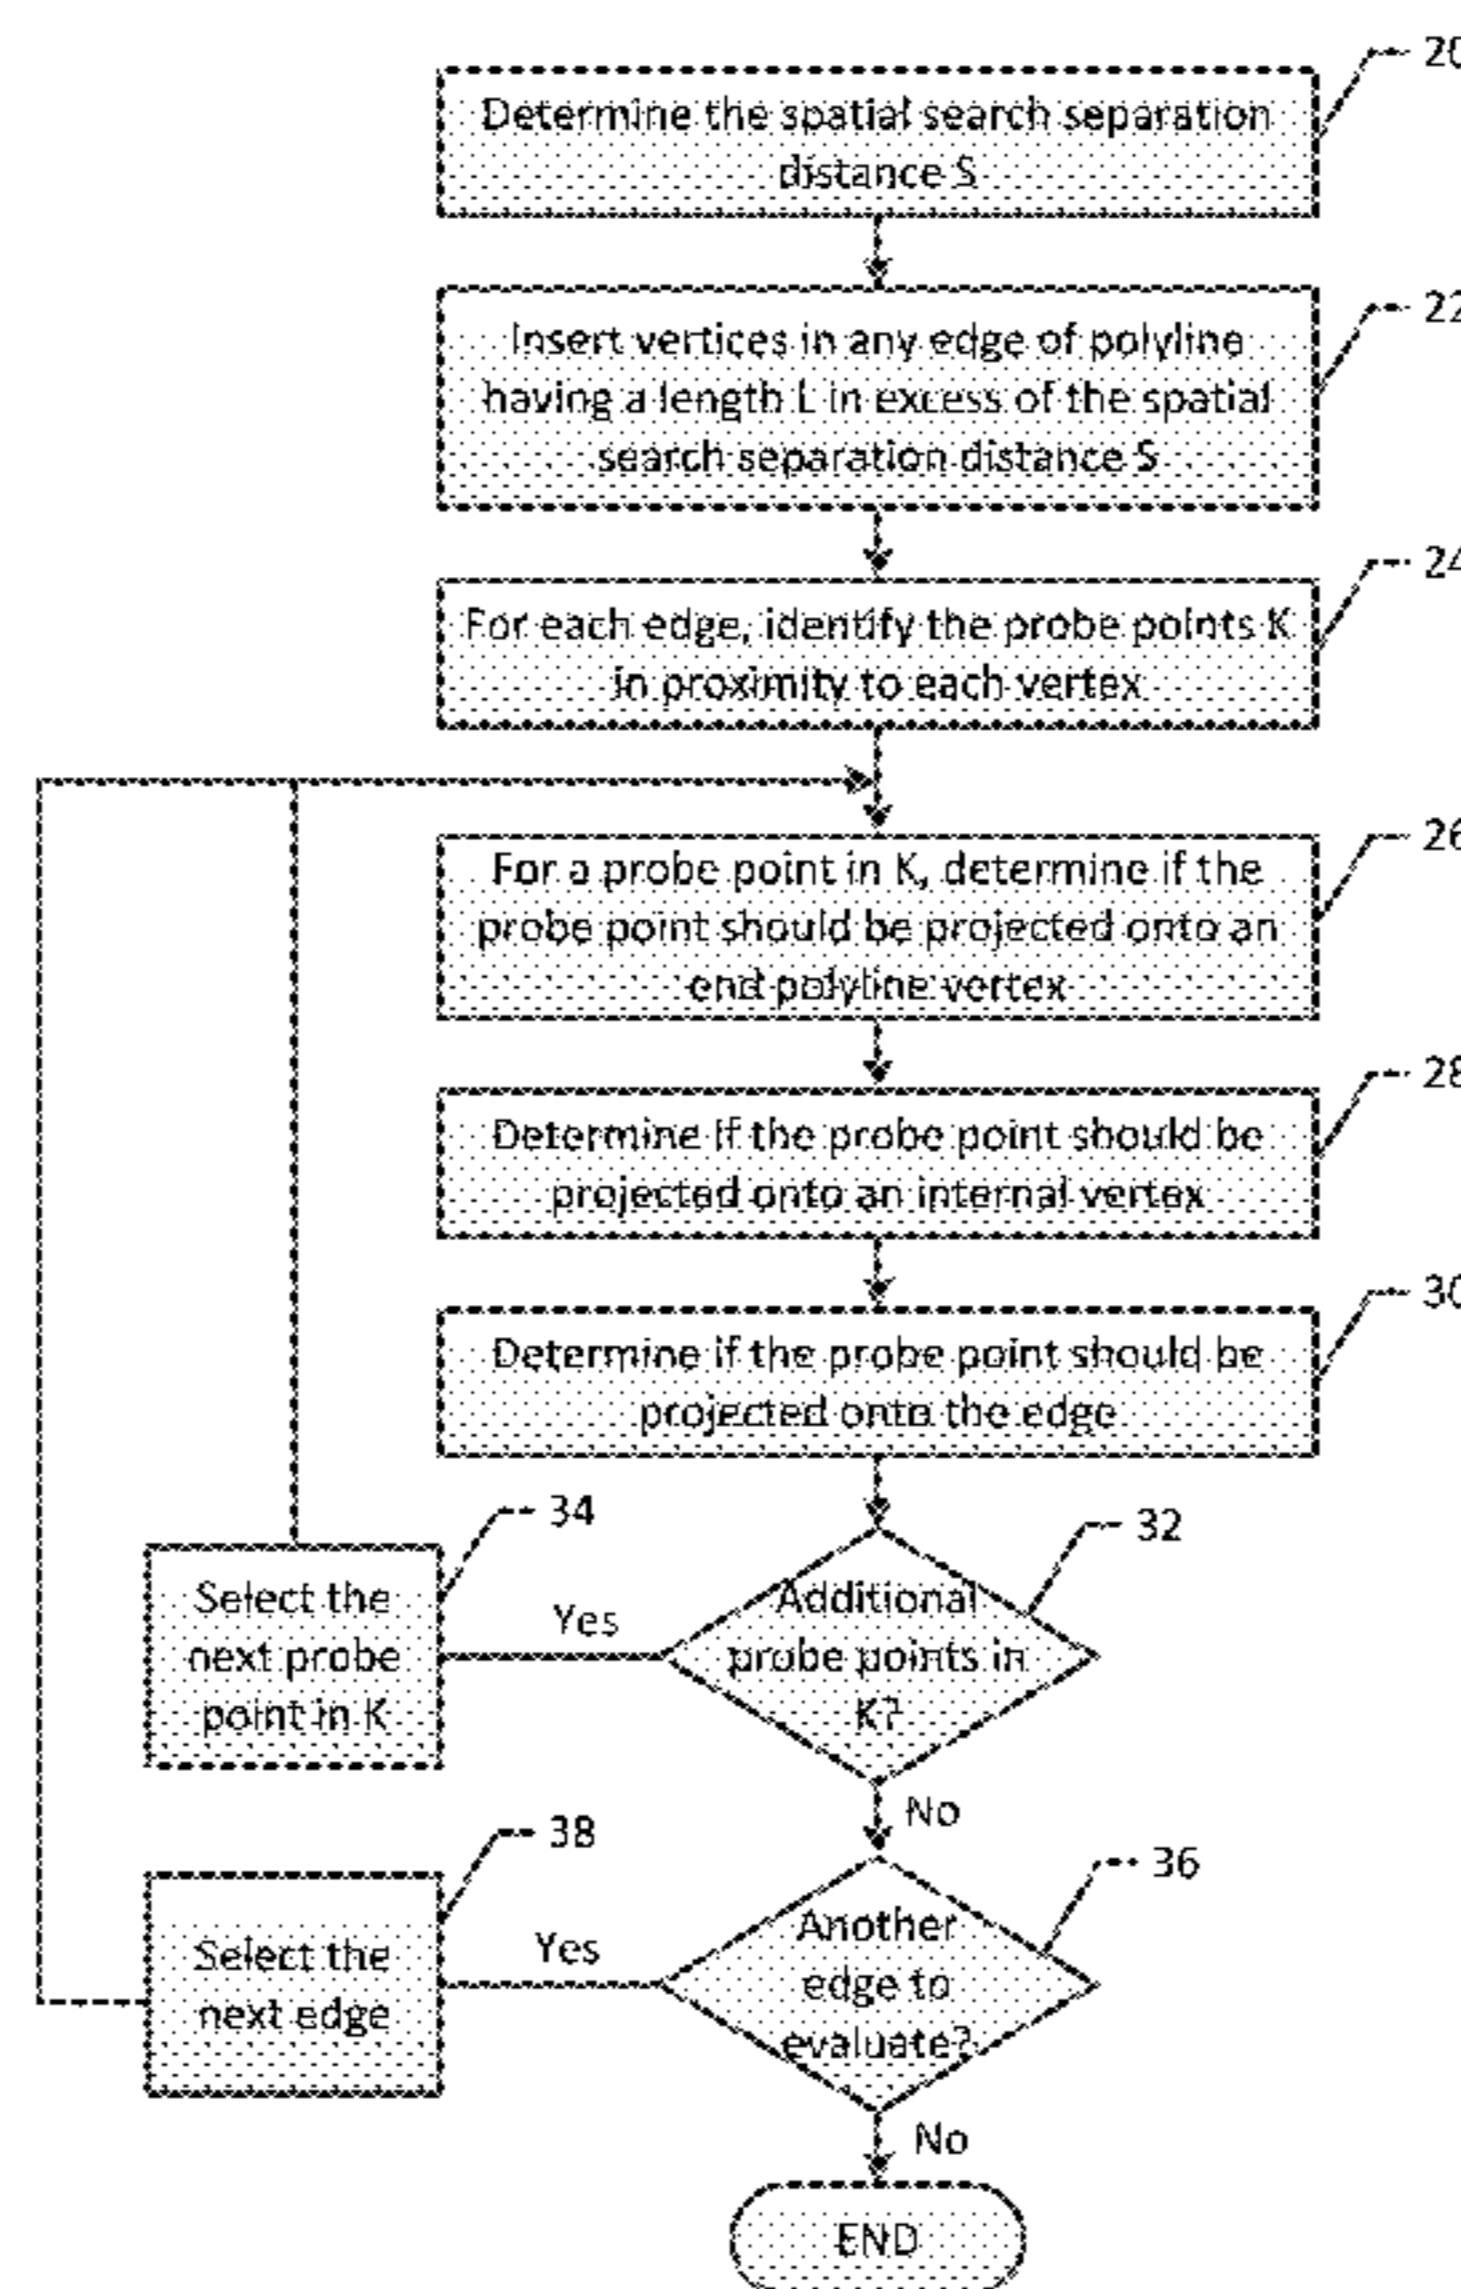 20
Determine the spatial search separation
distance S
22
Insert vertices in any edge of polyline
having a length L in excess of the spatial
search separation distance S
24
For each edge, identify the probe points K
in proximity to each vertex
26
For a probe point in K, determine if the
probe point should be projected onto an
end polyline vertex
28
Determine if the probe point should be
projected onto an internal vertex
30
Determine if the probe point should be
projected onto the edge
34
32
Select the
next probe
point in K
Yes
Additional
probe points in
K?
No
38
36
Select the
next edge
Yes
Another
edge to
evaluate?
No
END